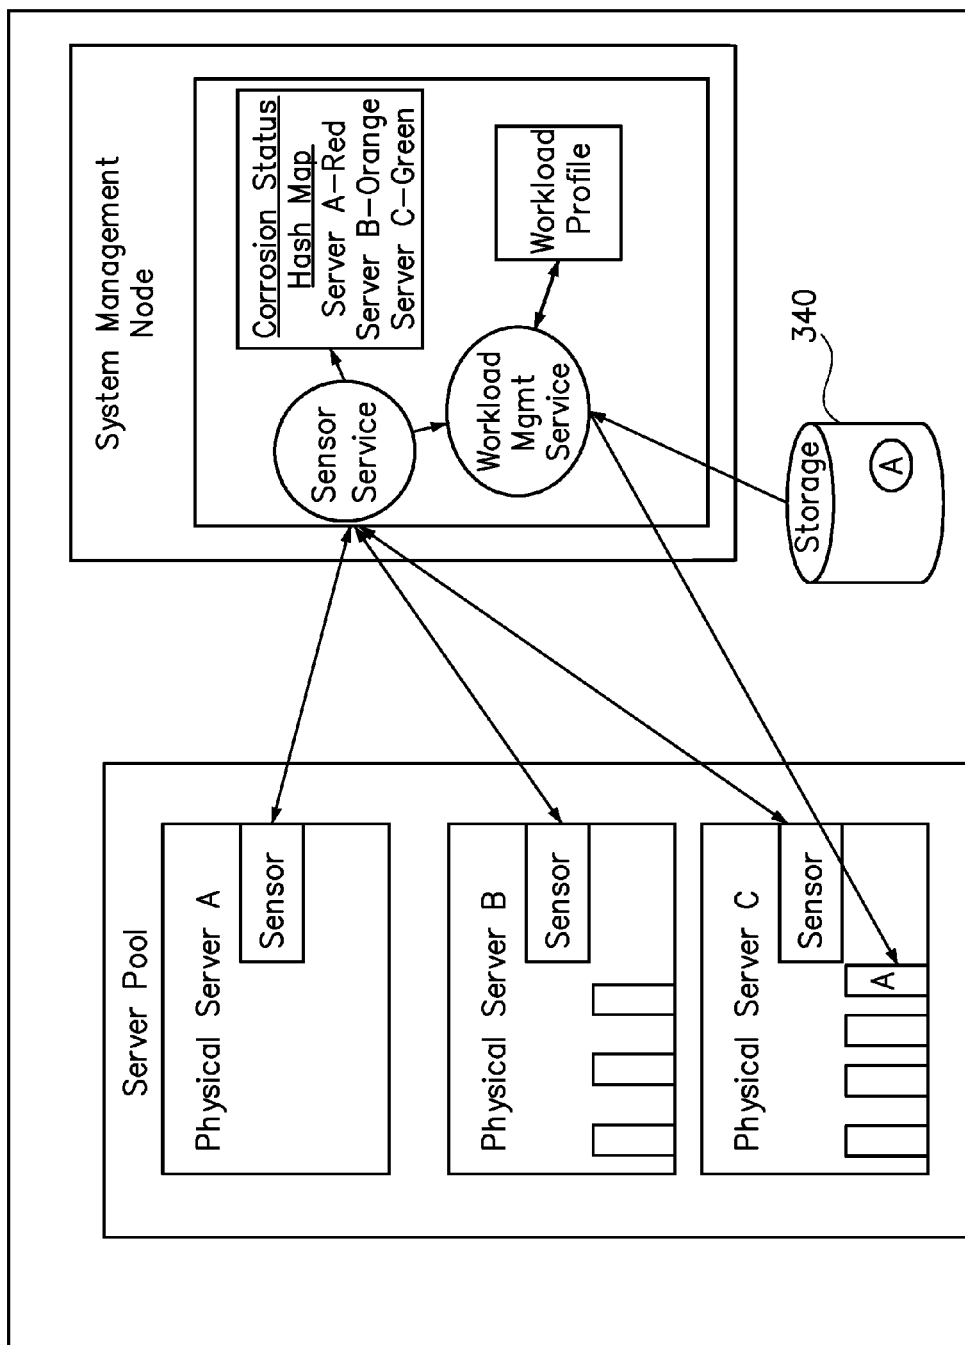 System Management
Node
Corrosion Status
Hash Map
Server A-Red
Server B-Orange
Server C-Green
Sensor
Service
Workload
Mgmt
Service
Workload
Profile
340
Storage
A
Server Pool
Physical Server A
Sensor
Physical Server B
Sensor
Physical Server C
Sensor
A